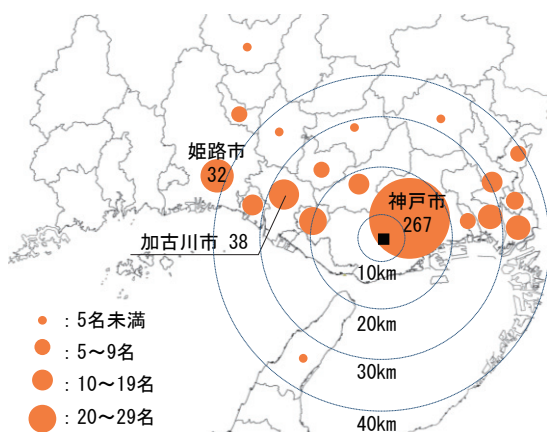 姫路市
32
神戸市
267
加古川市 38
10km
20km
30km
40km
：5名未満
：5～9名
：10～19名
：20～29名